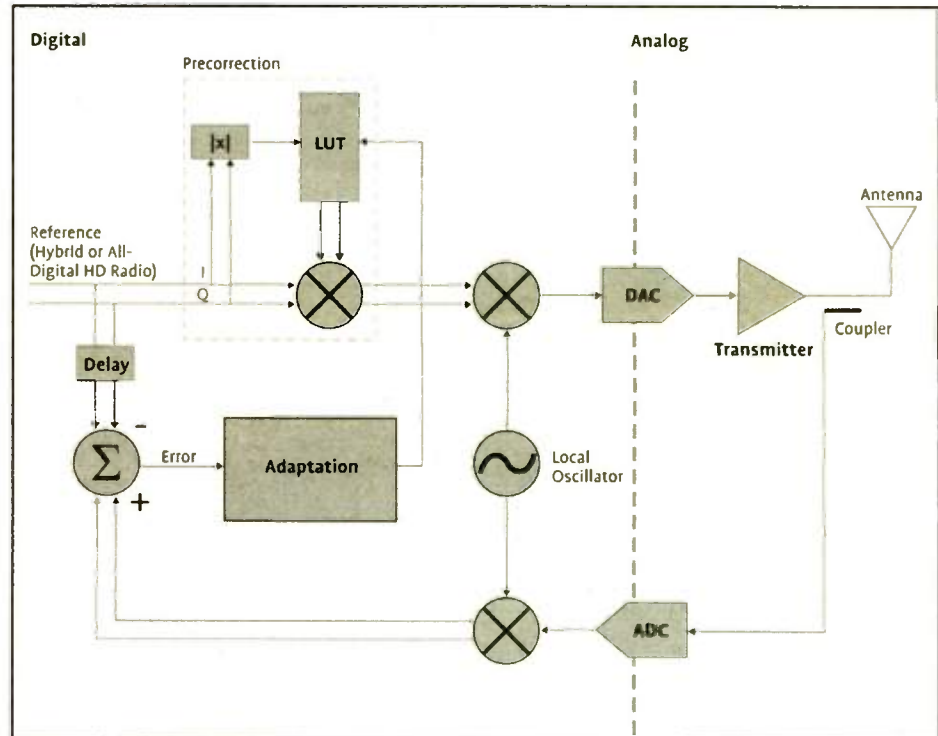 Digital
Analog
Precorrection
|x|
LUT
Antenna
Reference
(Hybrid or All-
Digital HD Radio)
I
Q
DAC
Coupler
Transmitter
Delay
-
Σ
Error
Adaptation
+
Local
Oscillator
ADC